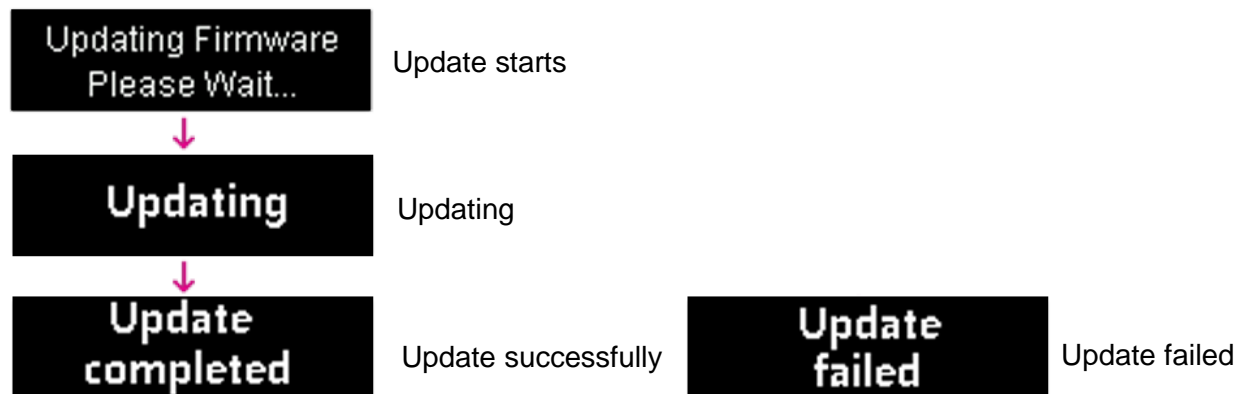 Updating Firmware
Please Wait...
Update starts
Updating
Updating
Update
completed
Update successfully
Update
failed
Update failed